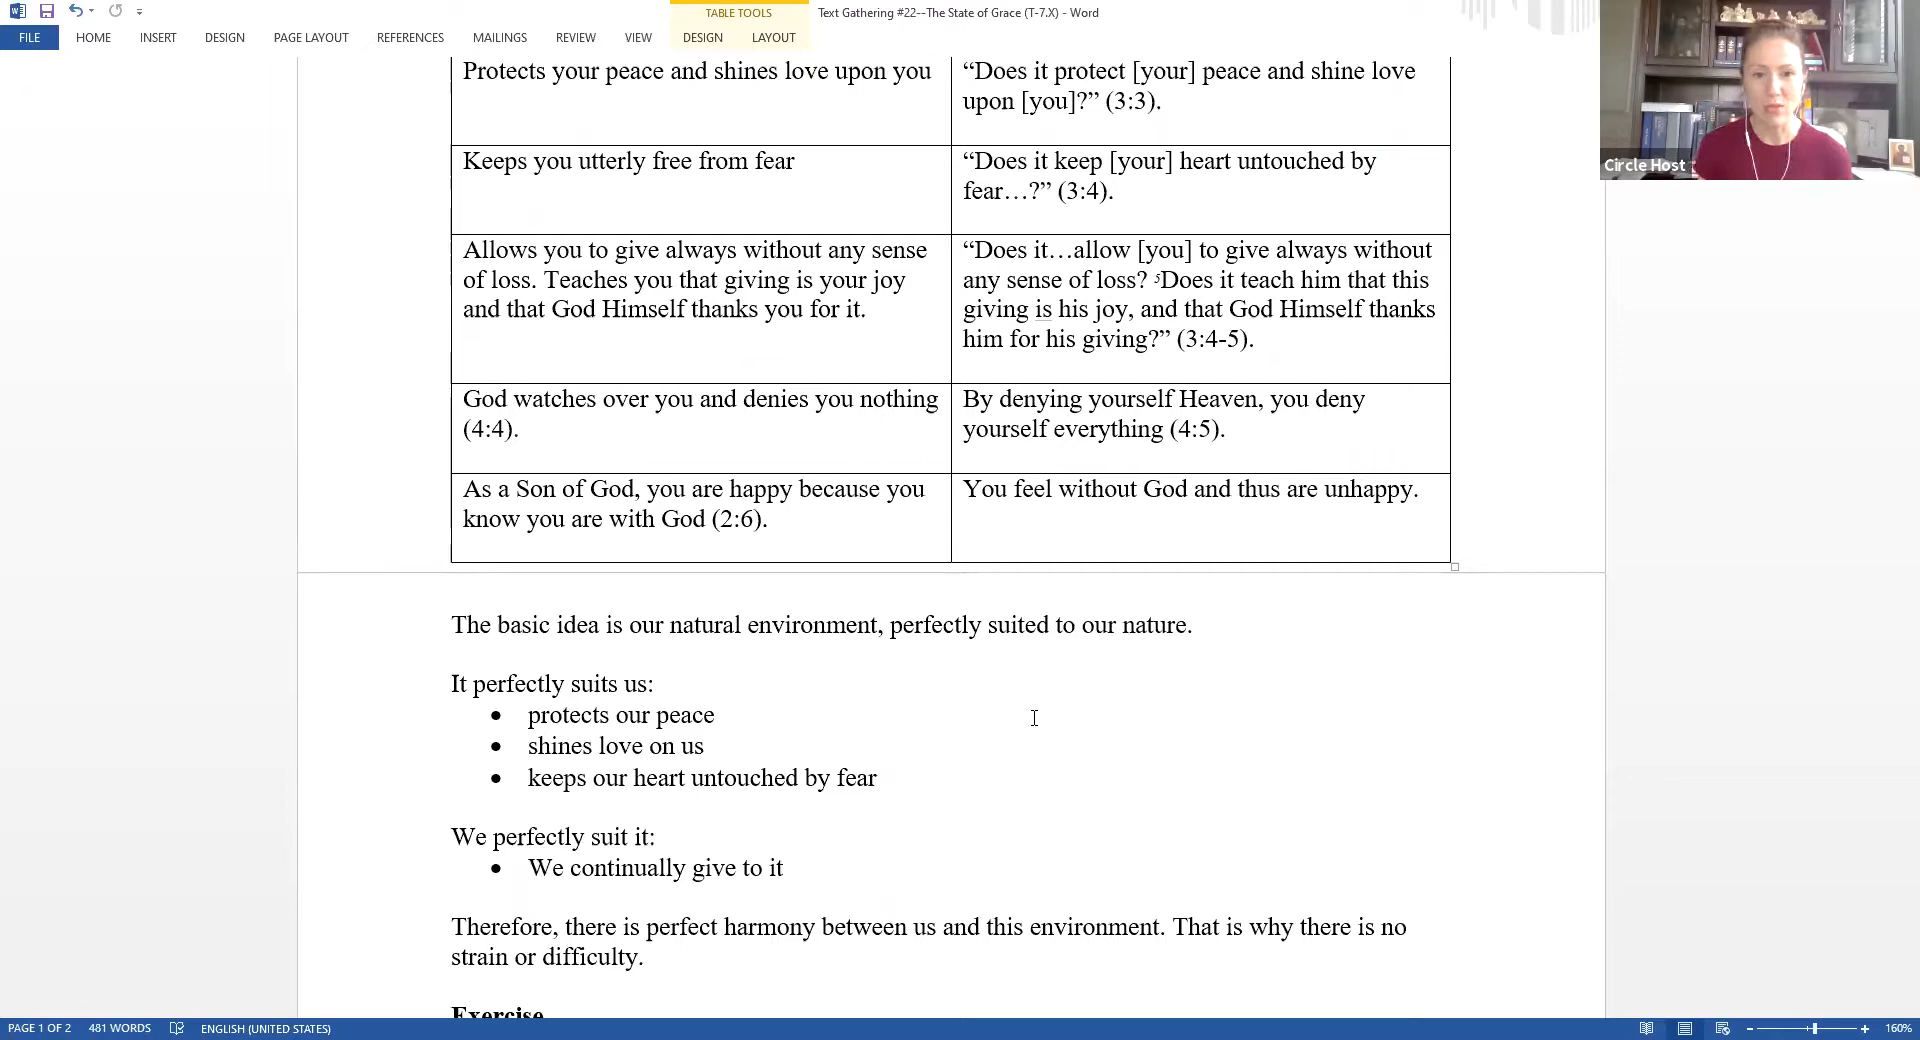 TABLE TOOLS
Text Gathering #22--The State of Grace (T-7.X) - Word
FILE HOME INSERT DESIGN PAGE LAYOUT REFERENCES MAILINGS REVIEW VIEW DESIGN LAYOUT
Protects your peace and shines love upon you
“Does it protect [your] peace and shine love
upon [you]?” (3:3).
Keeps you utterly free from fear
“Does it keep [your] heart untouched by
fear…?” (3:4).
Allows you to give always without any sense
of loss. Teaches you that giving is your joy
and that God Himself thanks you for it.
“Does it…allow [you] to give always without
any sense of loss? ⁵Does it teach him that this
giving is his joy, and that God Himself thanks
him for his giving?” (3:4-5).
God watches over you and denies you nothing
(4:4).
By denying yourself Heaven, you deny
yourself everything (4:5).
As a Son of God, you are happy because you
know you are with God (2:6).
You feel without God and thus are unhappy.
The basic idea is our natural environment, perfectly suited to our nature.
It perfectly suits us:
• protects our peace
• shines love on us
• keeps our heart untouched by fear
We perfectly suit it:
• We continually give to it
Therefore, there is perfect harmony between us and this environment. That is why there is no
strain or difficulty.
Exercise
Circle Host
PAGE 1 OF 2 481 WORDS ENGLISH (UNITED STATES) 160%